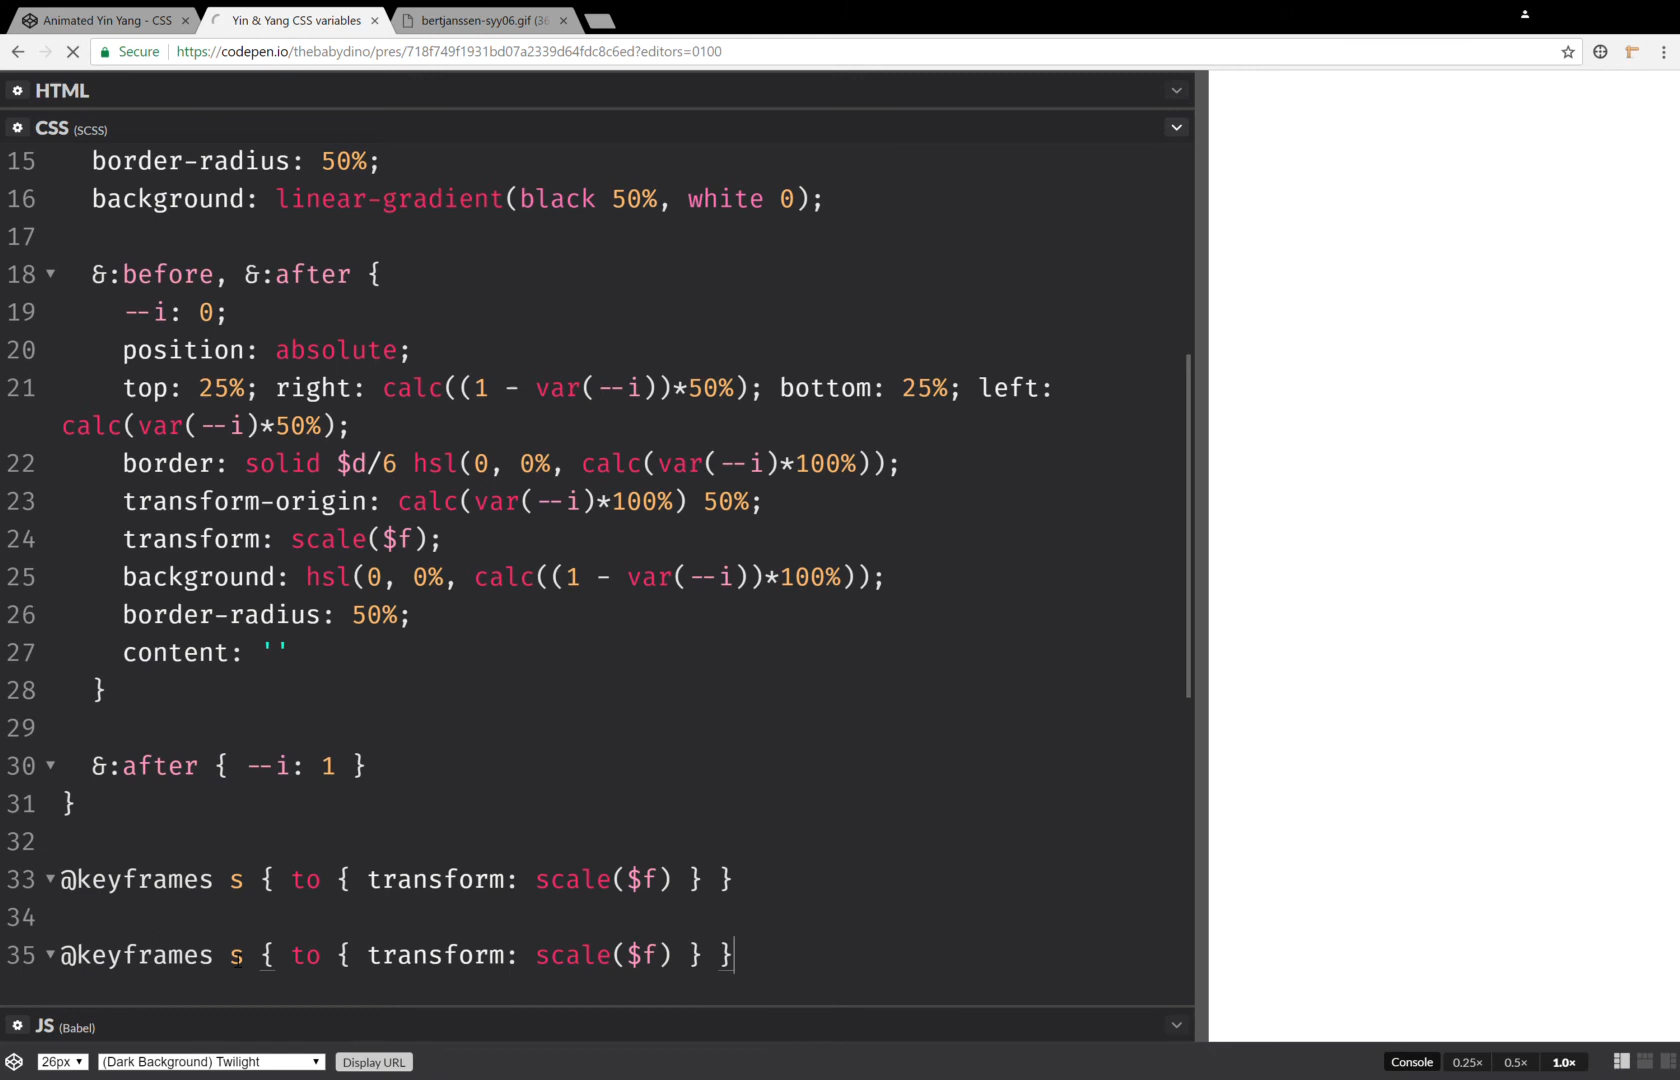 Animated Yin Yang - CSS
Yin & Yang CSS variables
bertjanssen-syy06.gif (36
Secure https://codepen.io/thebabydino/pres/718f749f1931bd07a2339d64fdc8c6ed?editors=0100
HTML
CSS (SCSS)
15 border-radius: 50%;
16 background: linear-gradient(black 50%, white 0);
17
18 &:before, &:after {
19 --i: 0;
20 position: absolute;
21 top: 25%; right: calc((1 - var(--i))*50%); bottom: 25%; left:
calc(var(--i)*50%);
22 border: solid $d/6 hsl(0, 0%, calc(var(--i)*100%));
23 transform-origin: calc(var(--i)*100%) 50%;
24 transform: scale($f);
25 background: hsl(0, 0%, calc((1 - var(--i))*100%));
26 border-radius: 50%;
27 content: ''
28 }
29
30 &:after { --i: 1 }
31 }
32
33 @keyframes s { to { transform: scale($f) } }
34
35 @keyframes s { to { transform: scale($f) } }
JS (Babel)
26px (Dark Background) Twilight Display URL Console 0.25× 0.5× 1.0×